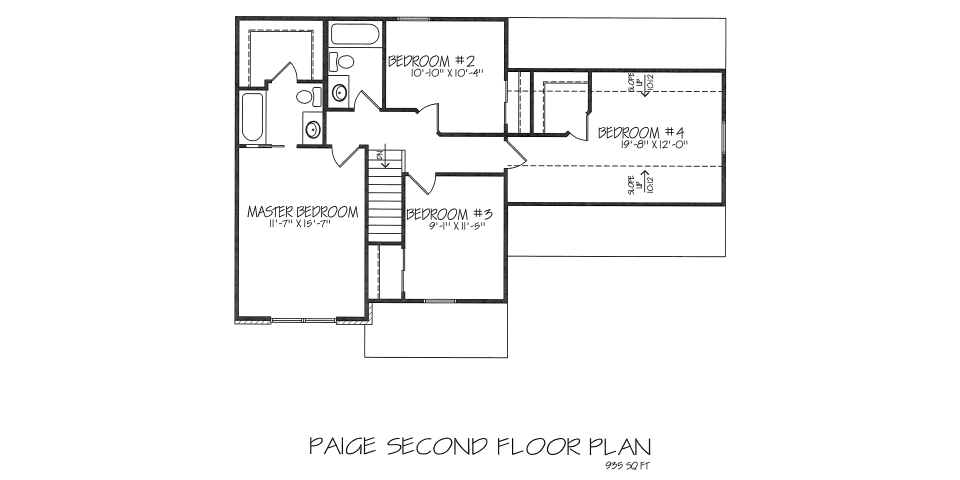 BEDROOM #2
10'-10" X 10'-4"
SLOPE
UP
10:12
BEDROOM #4
19'-8" X 12'-0"
DN
SLOPE
UP
10:12
MASTER BEDROOM
11'-7" X 15'-7"
BEDROOM #3
9'-1" X 11'-5"
PAIGE SECOND FLOOR PLAN
935 SQ FT